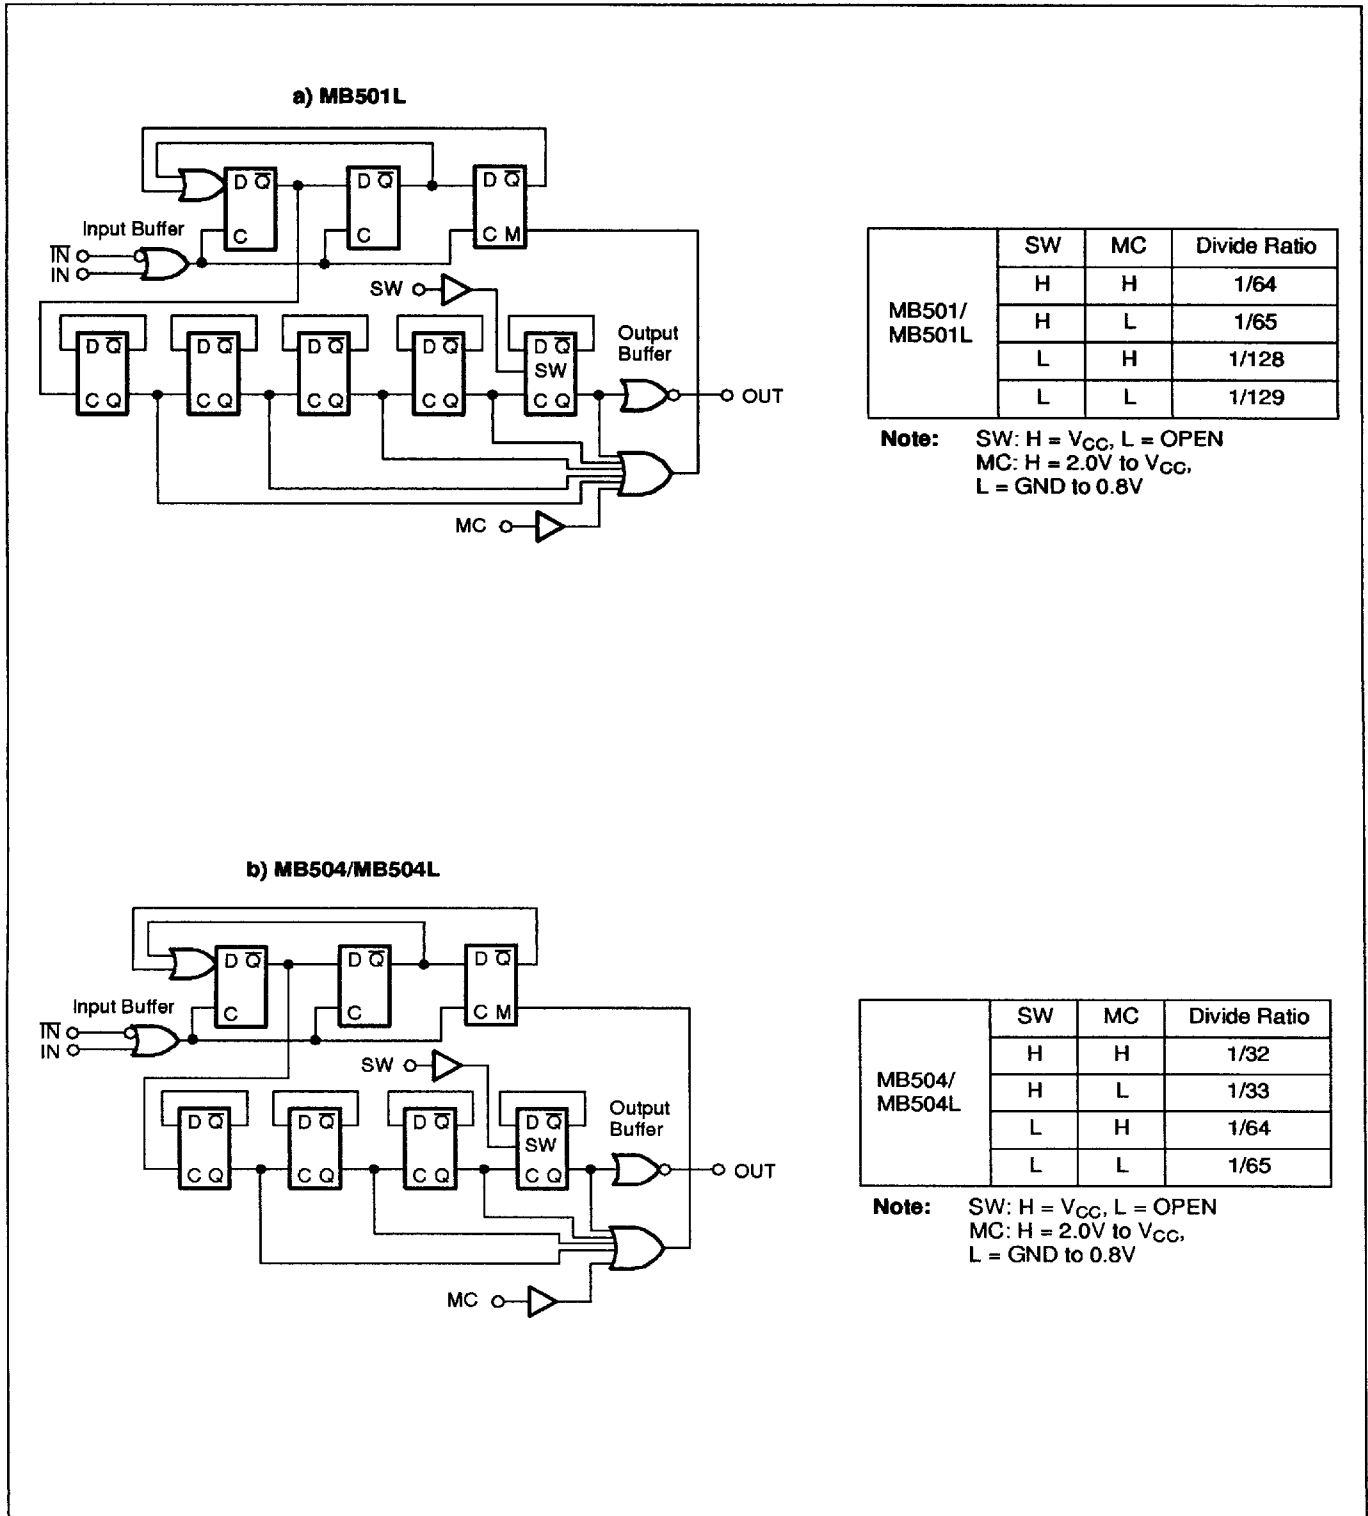 a) MB501L
D Q̅ D Q̅ D Q̅
Input Buffer
C C C M
I̅N̅
IN
SW
D Q̅ D Q̅ D Q̅ D Q̅ D Q̅
SW
Output
Buffer
C Q C Q C Q C Q C Q
OUT
MC
MB501/
MB501L
SW MC Divide Ratio
H H 1/64
H L 1/65
L H 1/128
L L 1/129
Note: SW: H = VCC, L = OPEN
MC: H = 2.0V to VCC,
L = GND to 0.8V
b) MB504/MB504L
D Q̅ D Q̅ D Q̅
Input Buffer
C C C M
I̅N̅
IN
SW
D Q̅ D Q̅ D Q̅ D Q̅
SW
Output
Buffer
C Q C Q C Q C Q
OUT
MC
MB504/
MB504L
SW MC Divide Ratio
H H 1/32
H L 1/33
L H 1/64
L L 1/65
Note: SW: H = VCC, L = OPEN
MC: H = 2.0V to VCC,
L = GND to 0.8V